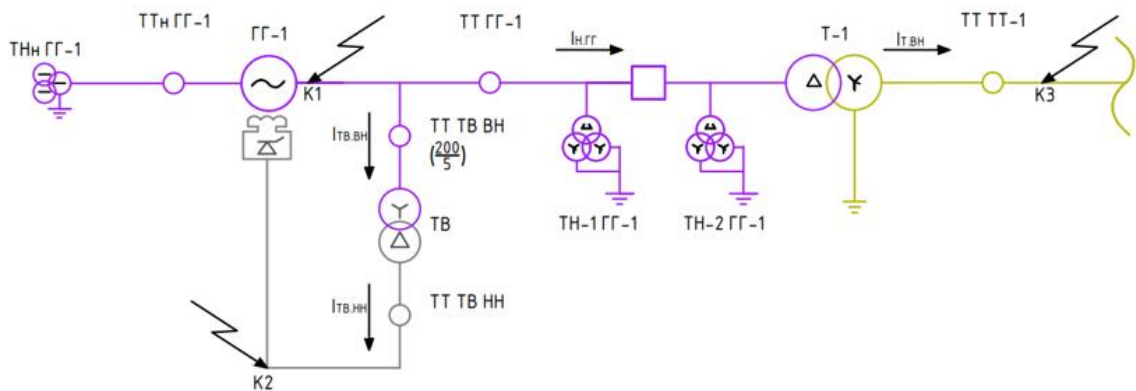 ТТн ГГ-1
ГГ-1
ТТ ГГ-1
Iн.ГГ
Т-1
Iт.вн
ТТ ТТ-1
ТНн ГГ-1
К1
К3
Iтв.вн
ТТ ТВ ВН
(200/5)
ТВ
ТН-1 ГГ-1
ТН-2 ГГ-1
Iтв.нн
ТТ ТВ НН
К2